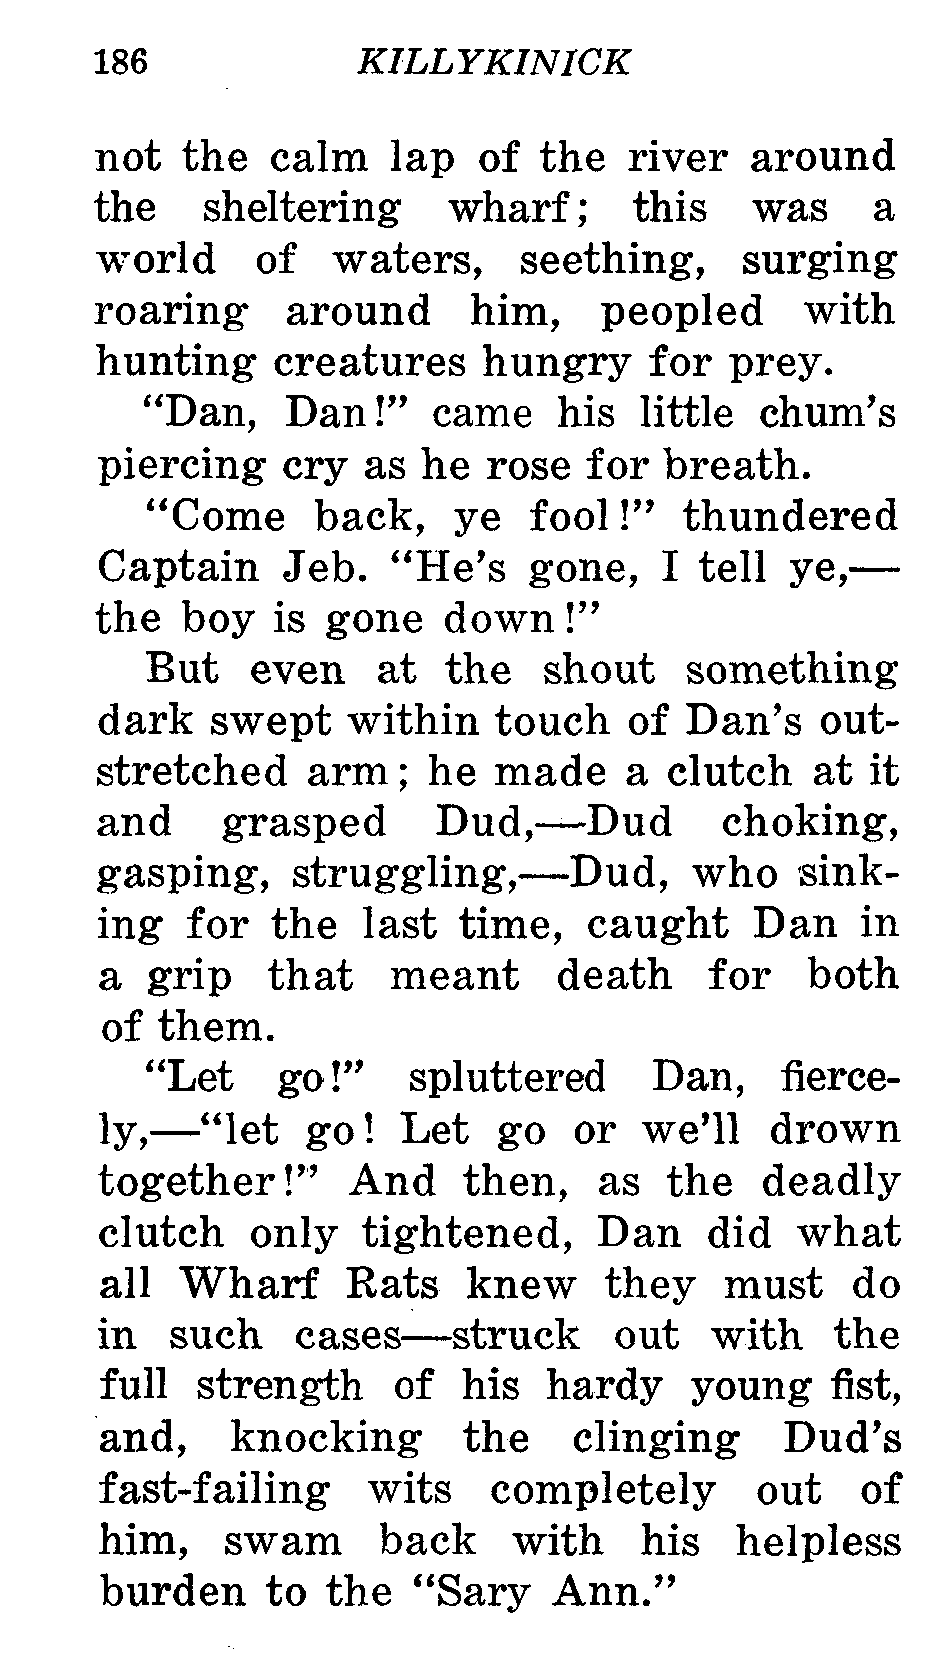 186 KILLYKINICK
not the calm lap of the river around
the sheltering wharf; this was a
world of waters, seething, surging
roaring around him, peopled with
hunting creatures hungry for prey.
“Dan, Dan!” came his little chum’s
piercing cry as he rose for breath.
“Come back, ye fool!” thundered
Captain Jeb. “He’s gone, I tell ye,—
the boy is gone down!”
But even at the shout something
dark swept within touch of Dan’s out-
stretched arm; he made a clutch at it
and grasped Dud,—Dud choking,
gasping, struggling,—Dud, who sink-
ing for the last time, caught Dan in
a grip that meant death for both
of them.
“Let go!” spluttered Dan, fierce-
ly,—“let go! Let go or we’ll drown
together!” And then, as the deadly
clutch only tightened, Dan did what
all Wharf Rats knew they must do
in such cases—struck out with the
full strength of his hardy young fist,
and, knocking the clinging Dud’s
fast-failing wits completely out of
him, swam back with his helpless
burden to the “Sary Ann.”